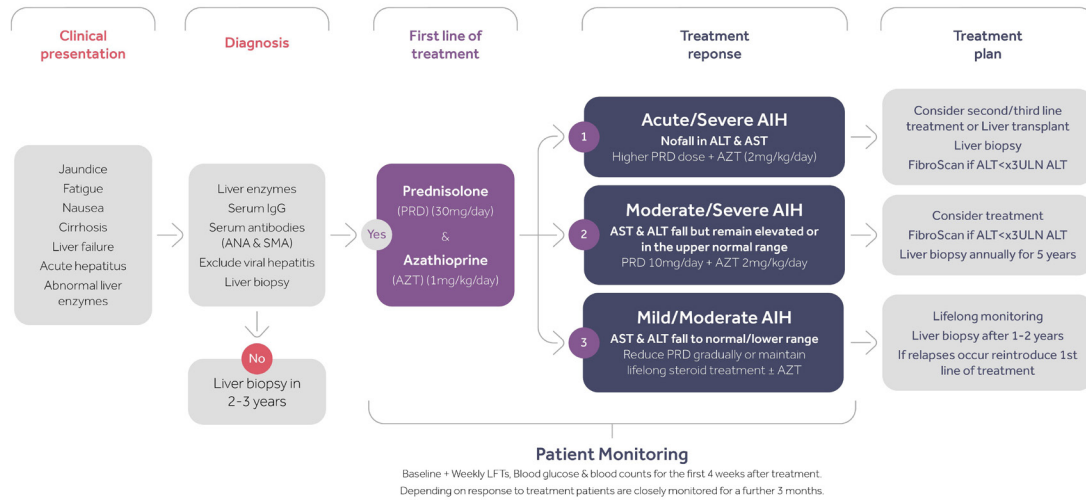 Clinical
presentation
Diagnosis
First line of
treatment
Treatment
reponse
Treatment
plan
Jaundice
Fatigue
Nausea
Cirrhosis
Liver failure
Acute hepatitus
Abnormal liver
enzymes
Liver enzymes
Serum IgG
Serum antibodies
(ANA & SMA)
Exclude viral hepatitis
Liver biopsy
No
Liver biopsy in
2-3 years
Yes
Prednisolone
(PRD) (30mg/day)
&
Azathioprine
(AZT) (1mg/kg/day)
1
Acute/Severe AIH
Nofall in ALT & AST
Higher PRD dose + AZT (2mg/kg/day)
2
Moderate/Severe AIH
AST & ALT fall but remain elevated or
in the upper normal range
PRD 10mg/day + AZT 2mg/kg/day
3
Mild/Moderate AIH
AST & ALT fall to normal/lower range
Reduce PRD gradually or maintain
lifelong steroid treatment ± AZT
Consider second/third line
treatment or Liver transplant
Liver biopsy
FibroScan if ALT<x3ULN ALT
Consider treatment
FibroScan if ALT<x3ULN ALT
Liver biopsy annually for 5 years
Lifelong monitoring
Liver biopsy after 1-2 years
If relapses occur reintroduce 1st
line of treatment
Patient Monitoring
Baseline + Weekly LFTs, Blood glucose & blood counts for the first 4 weeks after treatment.
Depending on response to treatment patients are closely monitored for a further 3 months.